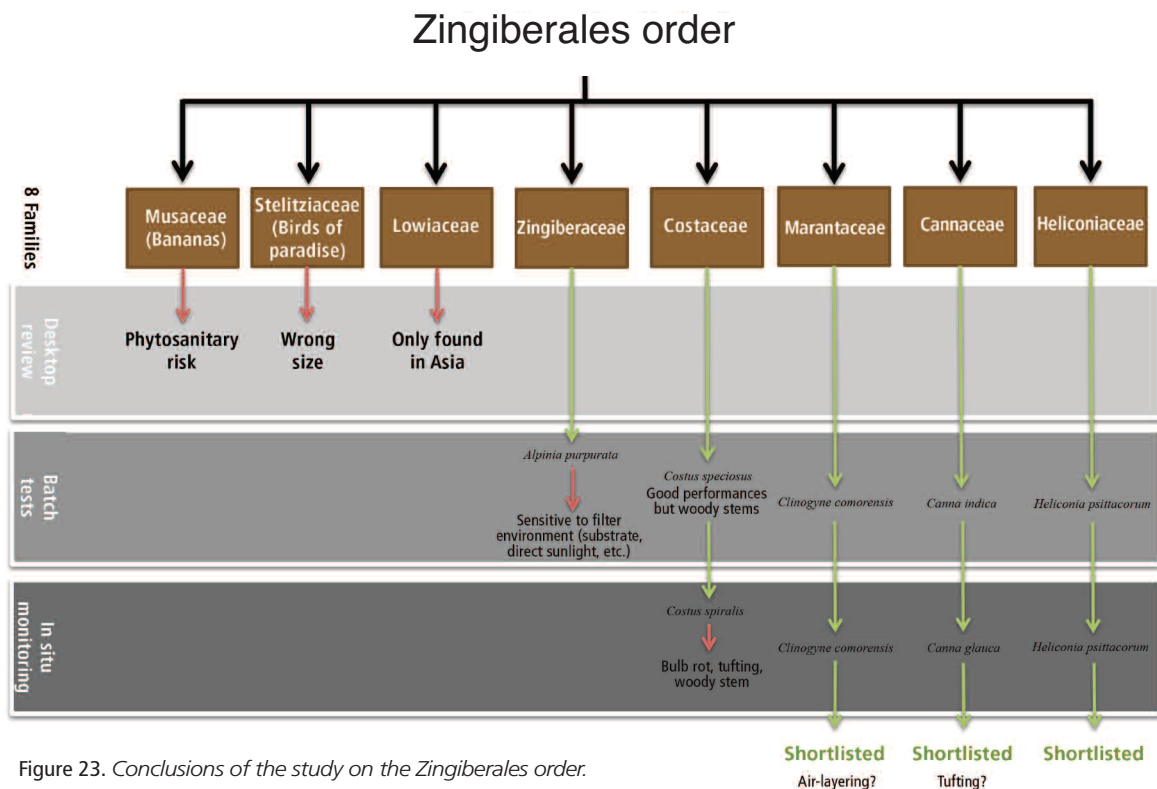 Zingiberales order
8 Families
Musaceae
(Bananas)
Stelitziaceae
(Birds of
paradise)
Lowiaceae
Zingiberaceae
Costaceae
Marantaceae
Cannaceae
Heliconiaceae
Desktop
review
Phytosanitary
risk
Wrong
size
Only found
in Asia
Batch
tests
Alpinia purpurata
Sensitive to filter
environment (substrate,
direct sunlight, etc.)
Costus speciosus
Good performances
but woody stems
Clinogyne comorensis
Canna indica
Heliconia psittacorum
In situ
monitoring
Costus spiralis
Bulb rot, tufting,
woody stem
Clinogyne comorensis
Canna glauca
Heliconia psittacorum
Shortlisted
Air-layering?
Shortlisted
Tufting?
Shortlisted
Figure 23. Conclusions of the study on the Zingiberales order.